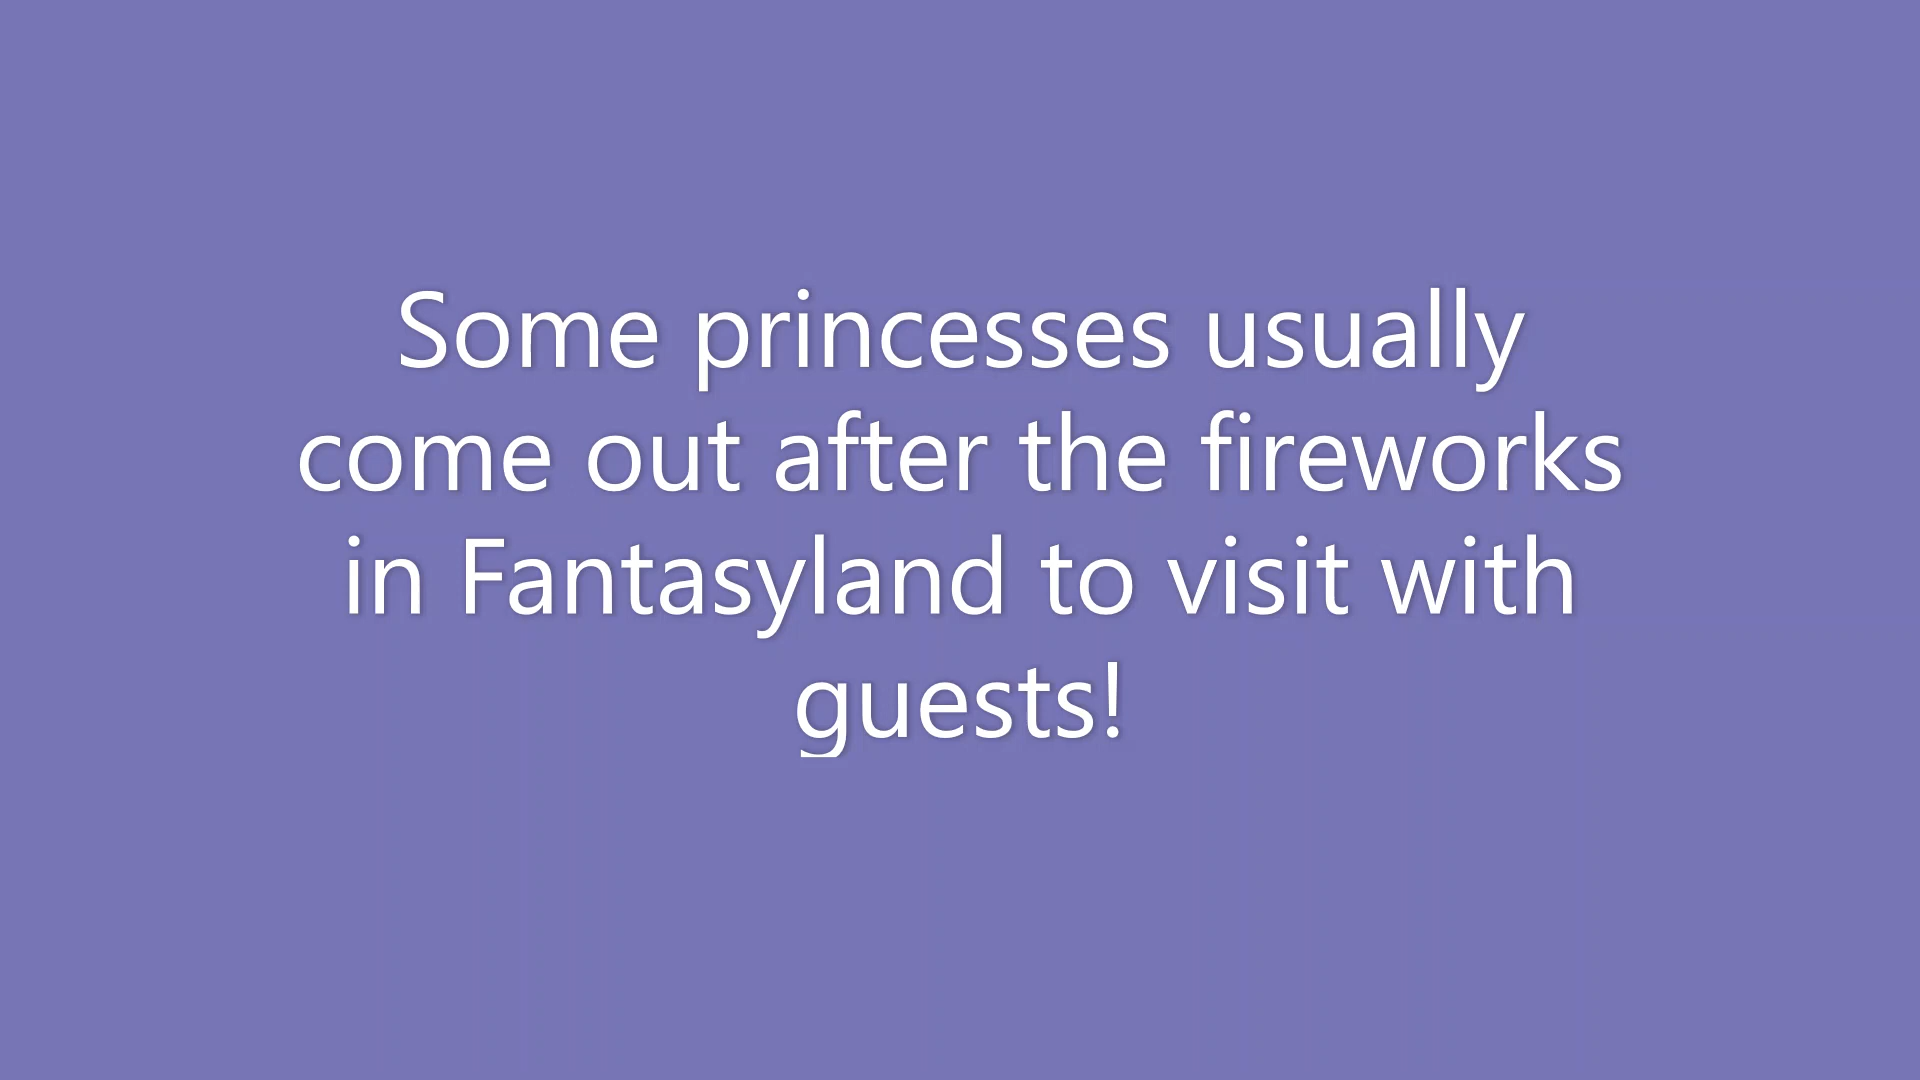 Some princesses usually
come out after the fireworks
in Fantasyland to visit with
guests!